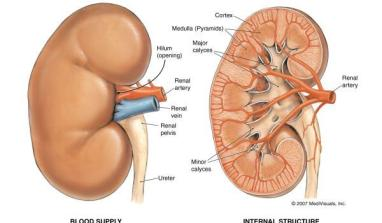 Hilum
(opening)
Renal
artery
Renal
vein
Renal
pelvis
Ureter
BLOOD SUPPLY
Cortex
Medulla (Pyramids)
Major
calyces
Renal
artery
Minor
calyces
© 2007 MediVisuals, Inc.
INTERNAL STRUCTURE